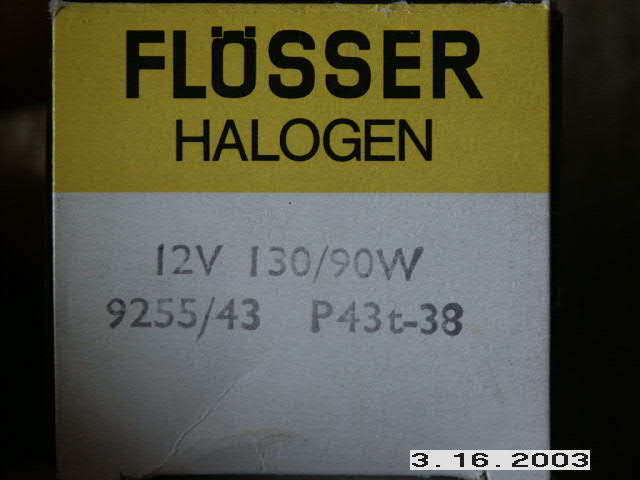 FLÖSSER
HALOGEN
12V 130/90W
9255/43 P43t-38
3.16.2003